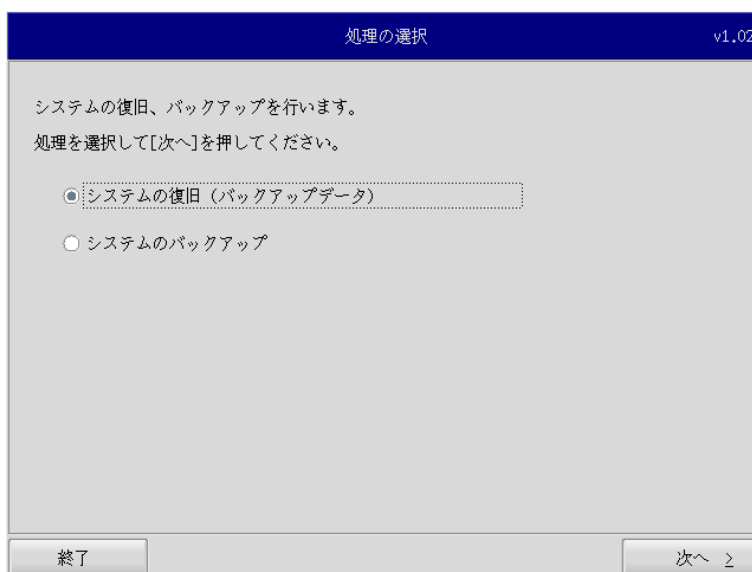 処理の選択
v1.02
システムの復旧、バックアップを行います。
処理を選択して[次へ]を押してください。
システムの復旧（バックアップデータ）
システムのバックアップ
終了
次へ ≥